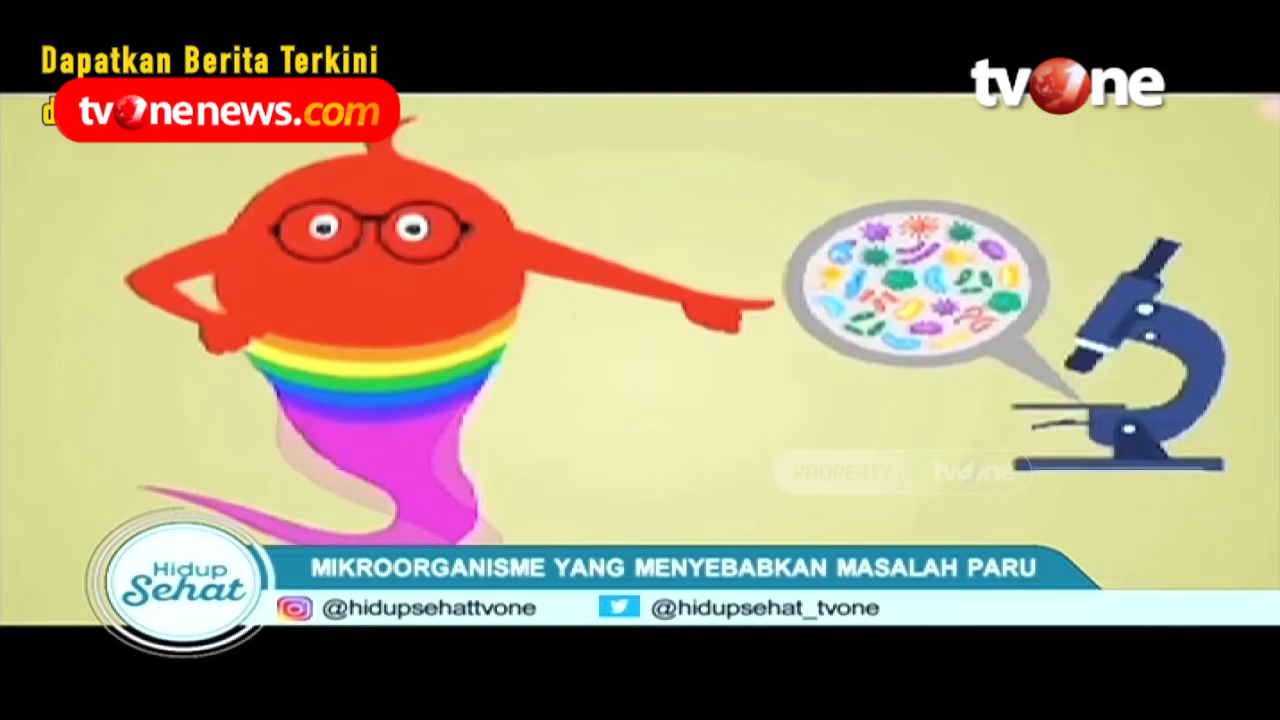 Dapatkan Berita Terkini
tvonenews.com
tvOne
PROPERTY tvOne
Hidup
Sehat
MIKROORGANISME YANG MENYEBABKAN MASALAH PARU
@hidupsehattvone @hidupsehat_tvone